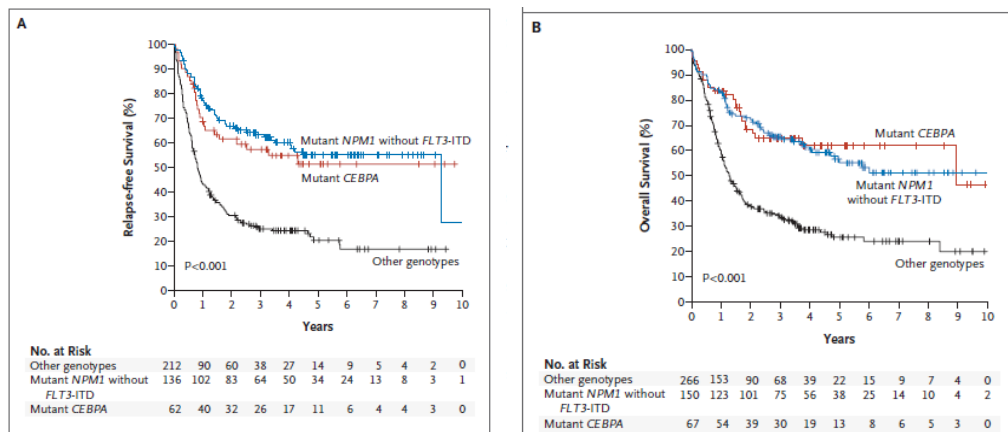 A
100
90
80
70
60
50
40
30
20
10
0
Relapse-free Survival (%)
Mutant NPM1 without FLT3-ITD
Mutant CEBPA
Other genotypes
P<0.001
0 1 2 3 4 5 6 7 8 9 10
Years
No. at Risk
Other genotypes 212 90 60 38 27 14 9 5 4 2 0
Mutant NPM1 without 136 102 83 64 50 34 24 13 8 3 1
FLT3-ITD
Mutant CEBPA 62 40 32 26 17 11 6 4 4 3 0
B
100
90
80
70
60
50
40
30
20
10
0
Overall Survival (%)
Mutant CEBPA
Mutant NPM1
without FLT3-ITD
Other genotypes
P<0.001
0 1 2 3 4 5 6 7 8 9 10
Years
No. at Risk
Other genotypes 266 153 90 68 39 22 15 9 7 4 0
Mutant NPM1 without 150 123 101 75 56 38 25 14 10 4 2
FLT3-ITD
Mutant CEBPA 67 54 39 30 19 13 8 6 5 3 0